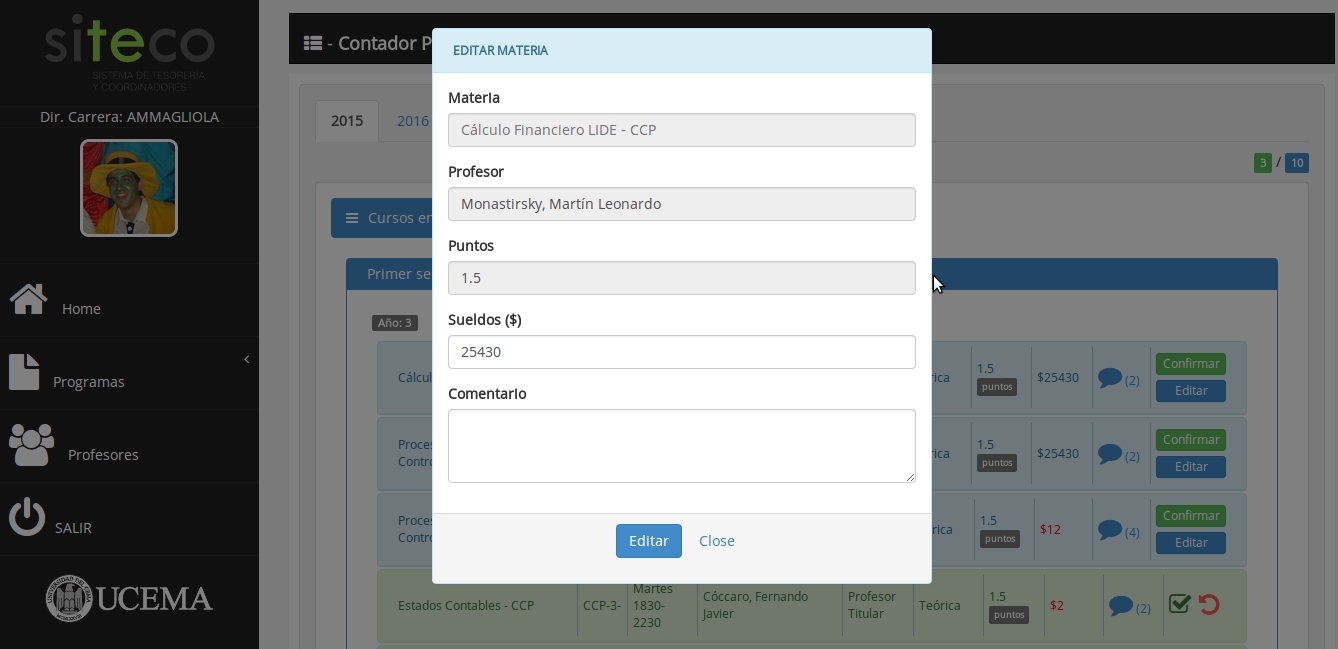 siteco
SISTEMA DE TESORERIA
Y COORDINADORES
Dir. Carrera: AMMAGLIOLA
Home
Programas
Profesores
SALIR
UNIVERSIDAD DEL CEMA
UCEMA
- Contador P
2015
2016
3 / 10
Cursos en
Primer se
Año: 3
Cálcul
rica
1.5
puntos
$25430
(2)
Confirmar
Editar
Proces
Contro
rica
1.5
puntos
$25430
(2)
Confirmar
Editar
Proces
Contro
rica
1.5
puntos
$12
(4)
Confirmar
Editar
Estados Contables - CCP
CCP-3-
Martes
1830-
2230
Cóccaro, Fernando
Javier
Profesor
Titular
Teórica
1.5
puntos
$2
(2)
EDITAR MATERIA
Materia
Cálculo Financiero LIDE - CCP
Profesor
Monastirsky, Martín Leonardo
Puntos
1.5
Sueldos ($)
25430
Comentario
Editar
Close